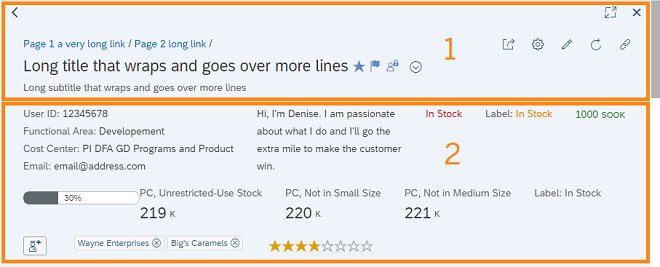 Page 1 a very long link / Page 2 long link /
Long title that wraps and goes over more lines
Long subtitle that wraps and goes over more lines
1
User ID: 12345678
Functional Area: Developement
Cost Center: PI DFA GD Programs and Product
Email: email@address.com
Hi, I'm Denise. I am passionate
about what I do and I'll go the
extra mile to make the customer
win.
In Stock
Label: In Stock
1000 SOOK
2
30%
PC, Unrestricted-Use Stock
219 K
PC, Not in Small Size
220 K
PC, Not in Medium Size
221 K
Label: In Stock
Wayne Enterprises
Big's Caramels